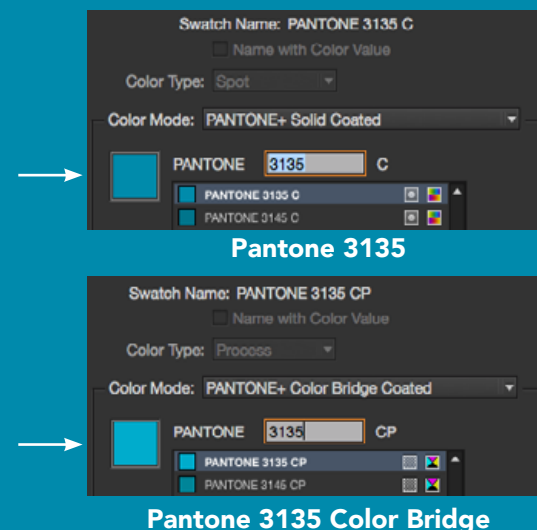 Swatch Name: PANTONE 3135 C
Name with Color Value
Color Type: Spot
Color Mode: PANTONE+ Solid Coated
PANTONE 3135 C
PANTONE 3135 C
PANTONE 3145 C
Pantone 3135
Swatch Name: PANTONE 3135 CP
Name with Color Value
Color Type: Process
Color Mode: PANTONE+ Color Bridge Coated
PANTONE 3135 CP
PANTONE 3135 CP
PANTONE 3145 CP
Pantone 3135 Color Bridge